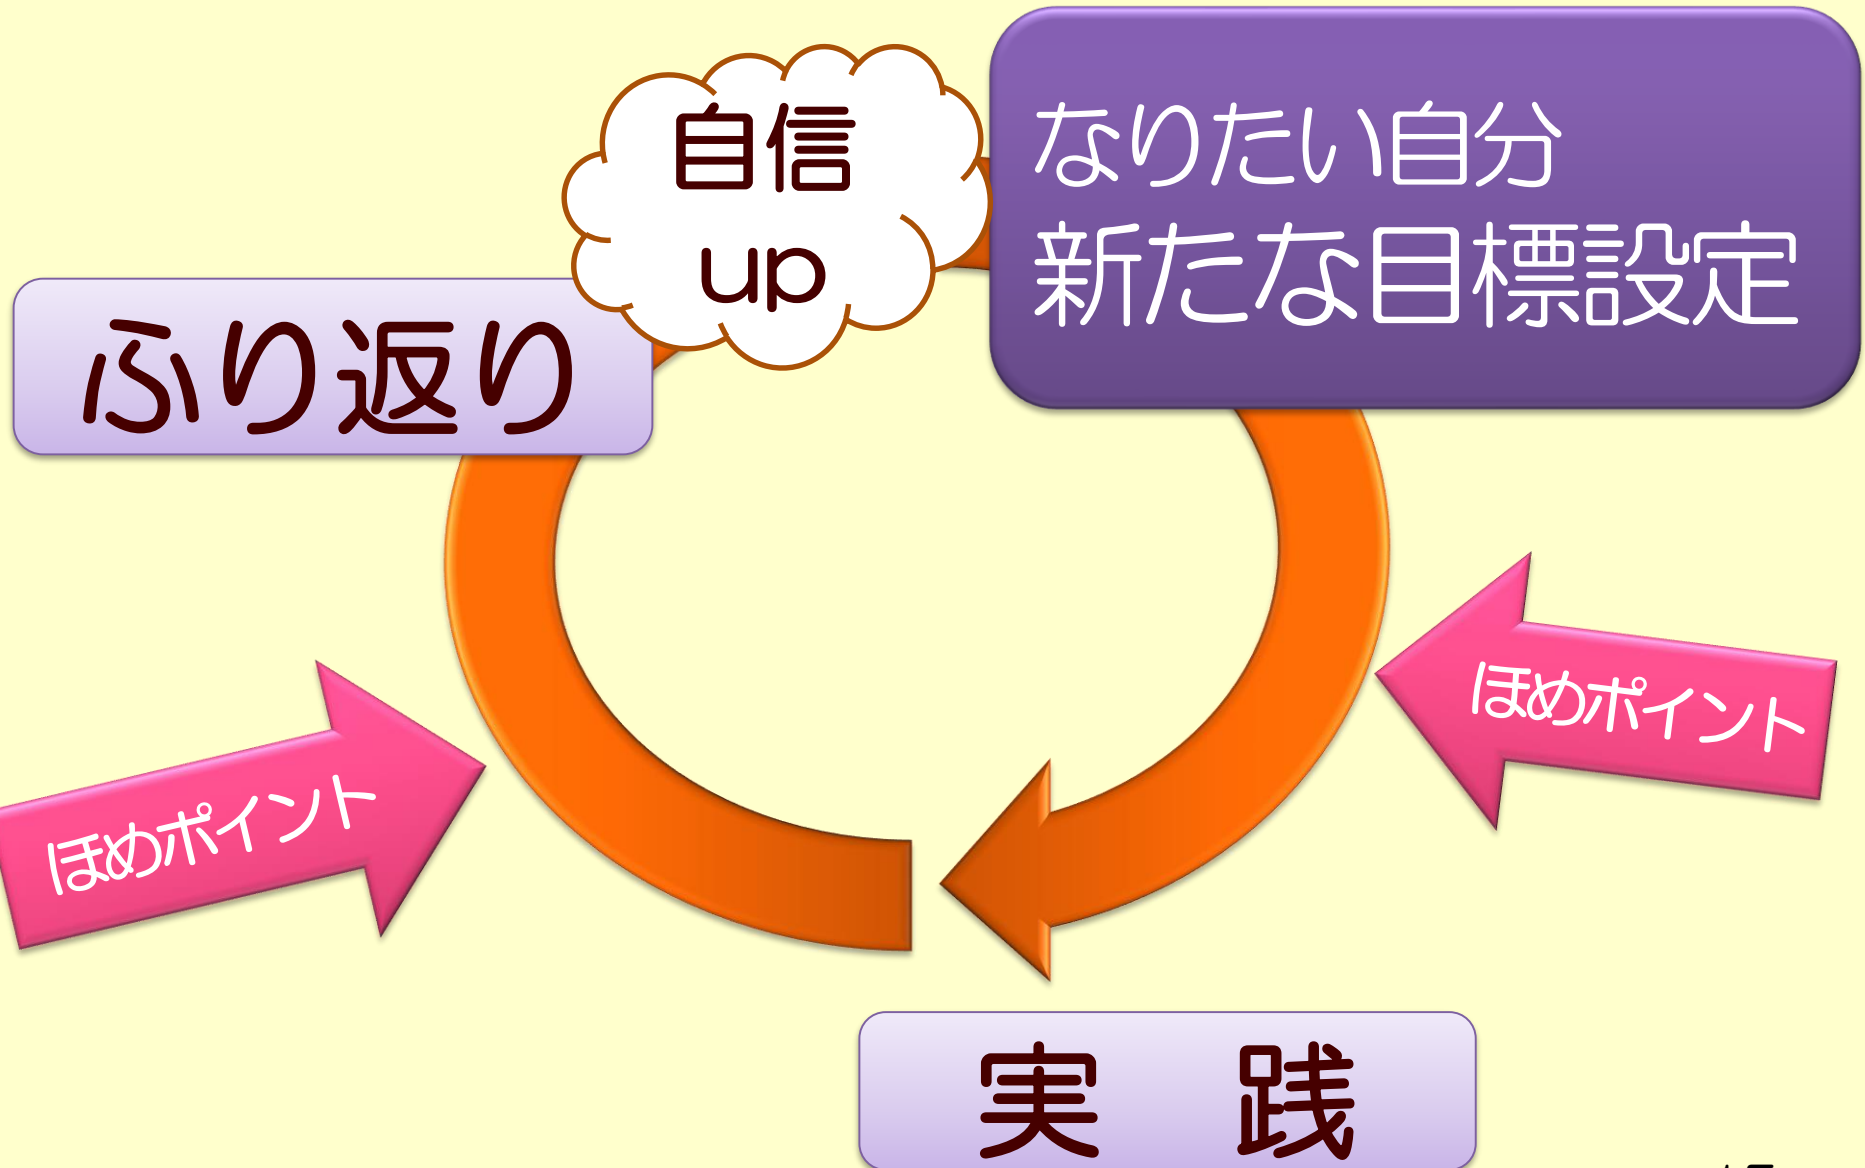 自信
up
なりたい自分
新たな目標設定
ふり返り
ほめポイント
ほめポイント
実　践